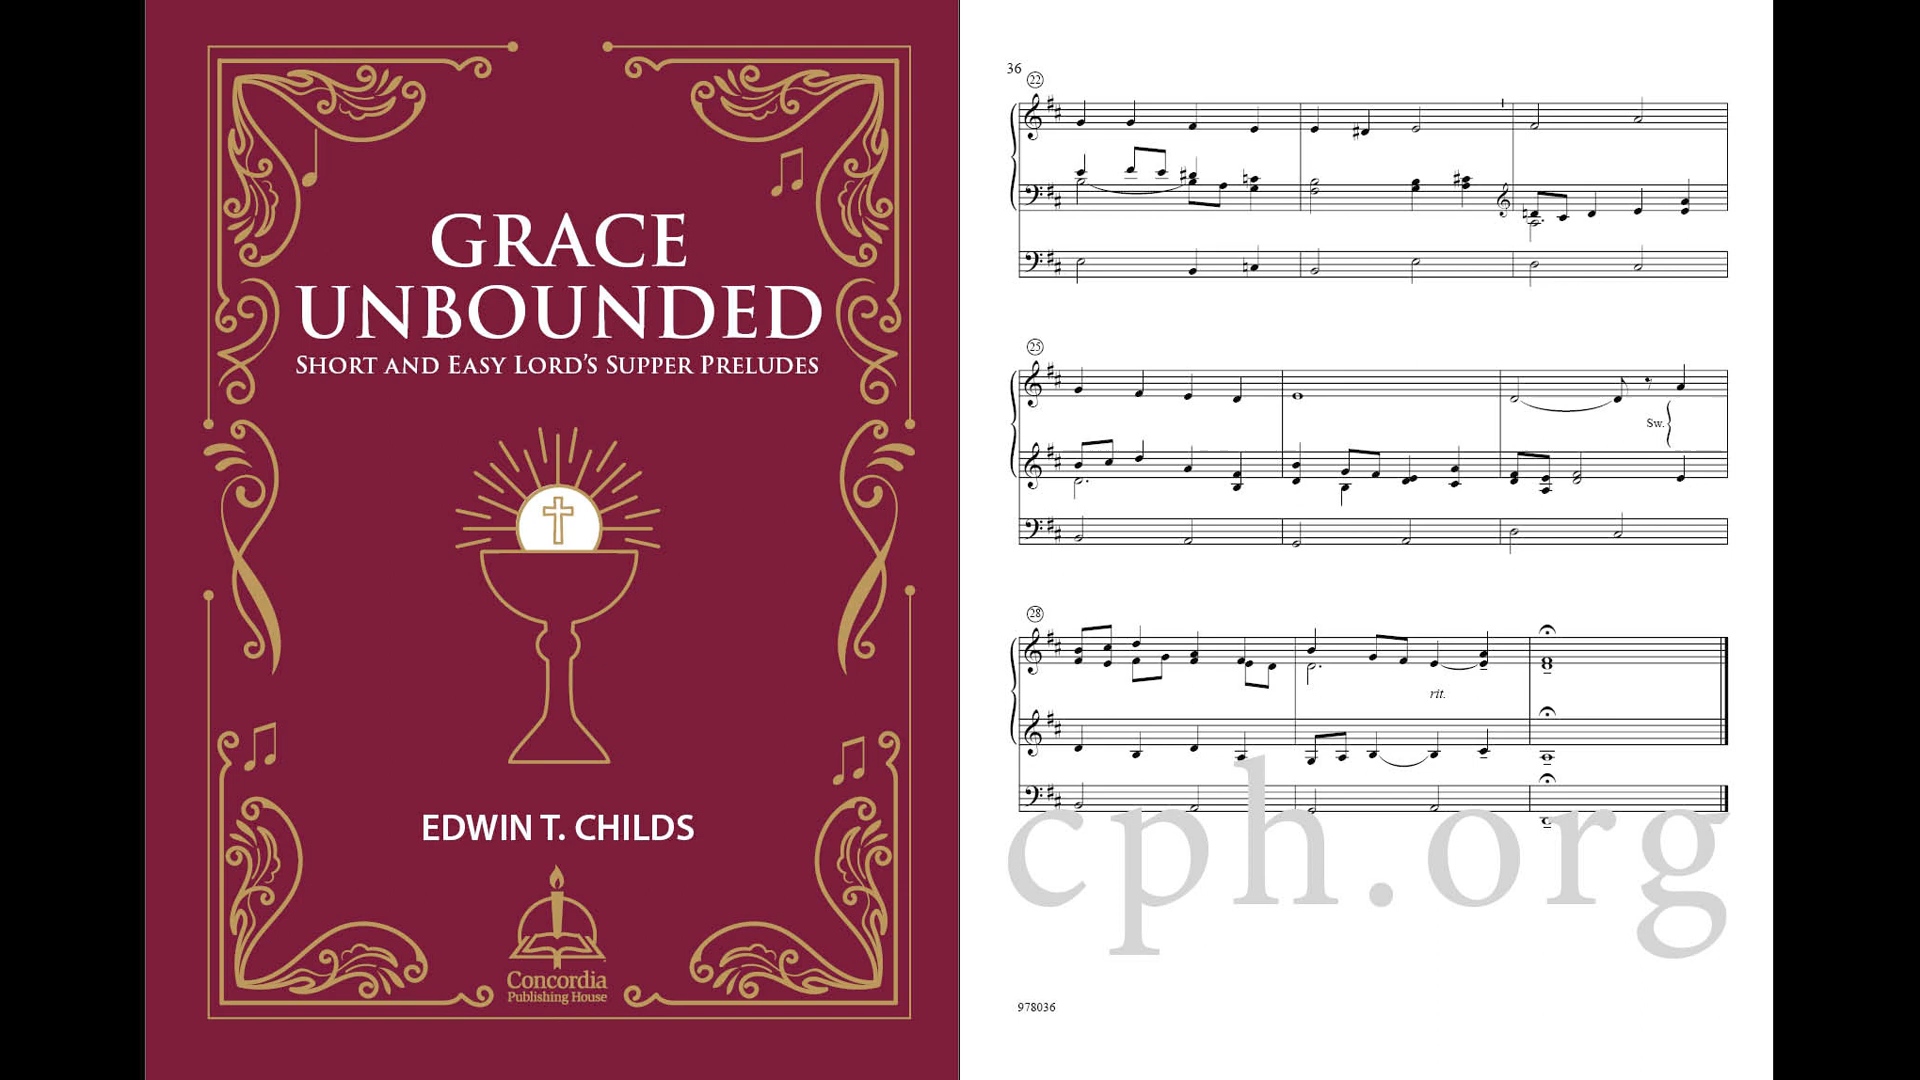 GRACE
UNBOUNDED
SHORT AND EASY LORD'S SUPPER PRELUDES
EDWIN T. CHILDS
Concordia
Publishing House
36
22
25
Sw.
28
rit.
cph.org
978036